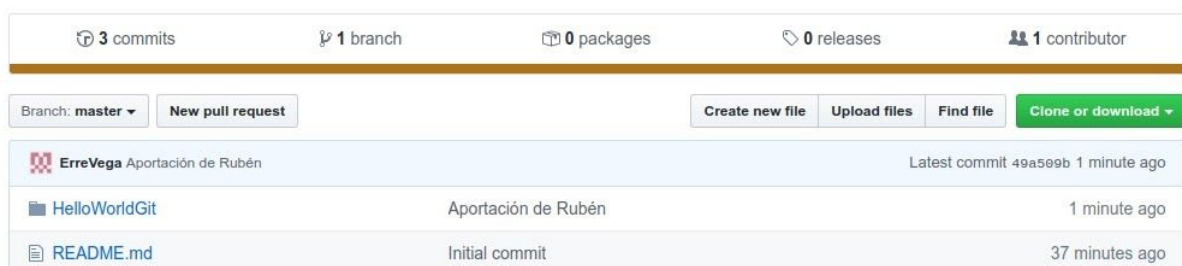 3 commits 1 branch 0 packages 0 releases 1 contributor
Branch: master New pull request Create new file Upload files Find file Clone or download
ErreVega Aportación de Rubén Latest commit 49a509b 1 minute ago
HelloWorldGit Aportación de Rubén 1 minute ago
README.md Initial commit 37 minutes ago